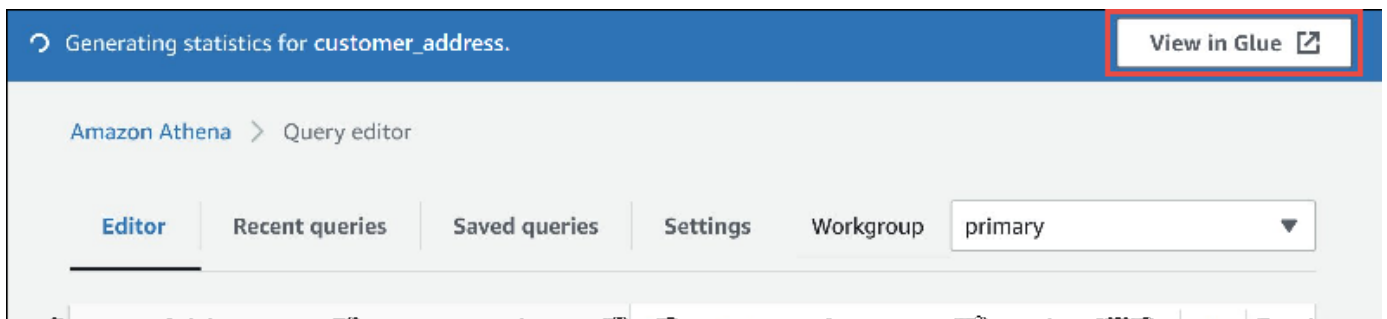 Generating statistics for customer_address.
View in Glue
Amazon Athena > Query editor
Editor Recent queries Saved queries Settings Workgroup primary